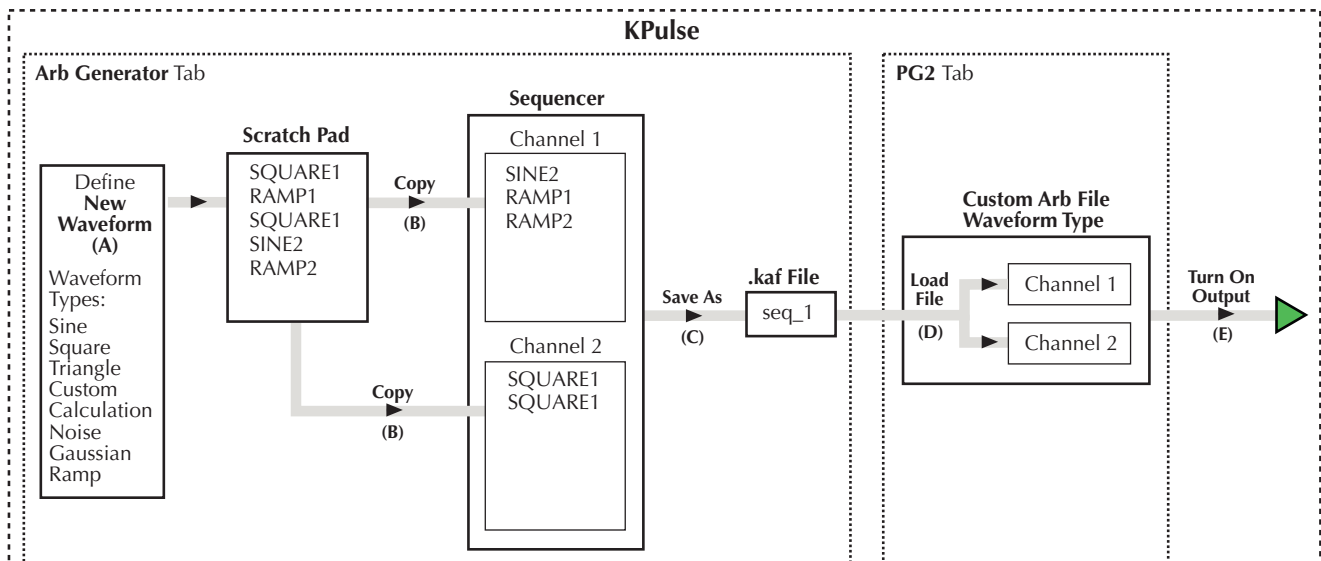 KPulse
Arb Generator Tab
Define
New
Waveform
(A)
Waveform
Types:
Sine
Square
Triangle
Custom
Calculation
Noise
Gaussian
Ramp
Scratch Pad
SQUARE1
RAMP1
SQUARE1
SINE2
RAMP2
Copy
(B)
Copy
(B)
Sequencer
Channel 1
SINE2
RAMP1
RAMP2
Channel 2
SQUARE1
SQUARE1
Save As
(C)
.kaf File
seq_1
PG2 Tab
Custom Arb File
Waveform Type
Load
File
(D)
Channel 1
Channel 2
Turn On
Output
(E)